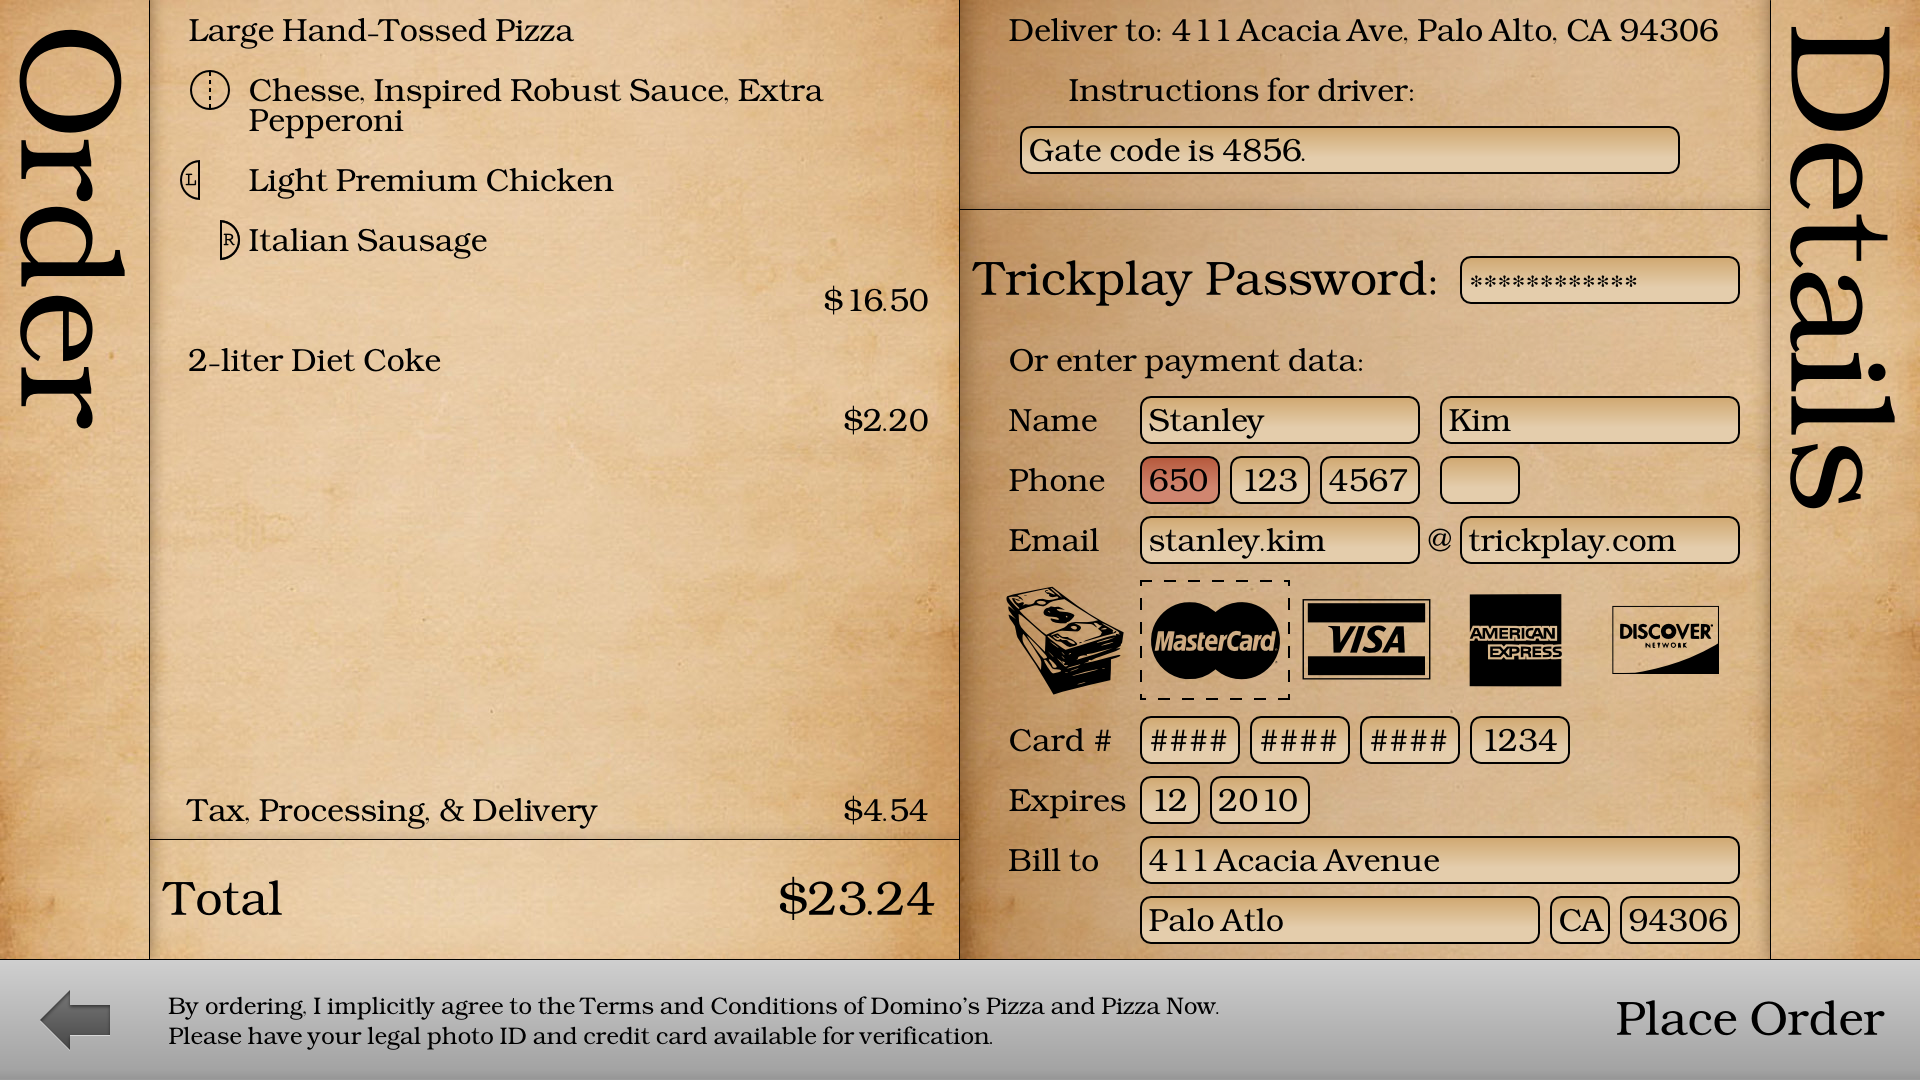 Order
Large Hand-Tossed Pizza
Chesse, Inspired Robust Sauce, Extra
Pepperoni
L Light Premium Chicken
R Italian Sausage
$16.50
2-liter Diet Coke
$2.20
Tax, Processing, & Delivery $4.54
Total $23.24
Details
Deliver to: 411 Acacia Ave, Palo Alto, CA 94306
Instructions for driver:
Gate code is 4856.
Trickplay Password: ************
Or enter payment data:
Name Stanley Kim
Phone 650 123 4567
Email stanley.kim @ trickplay.com
$ MasterCard VISA AMERICAN EXPRESS DISCOVER NETWORK
Card # #### #### #### 1234
Expires 12 2010
Bill to 411 Acacia Avenue
Palo Atlo CA 94306
By ordering, I implicitly agree to the Terms and Conditions of Domino's Pizza and Pizza Now.
Please have your legal photo ID and credit card available for verification.
Place Order